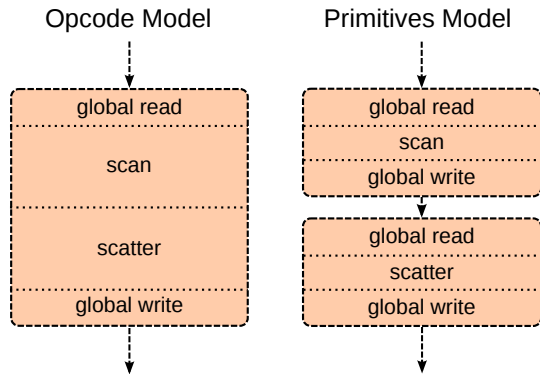 Opcode Model
global read
scan
scatter
global write
Primitives Model
global read
scan
global write
global read
scatter
global write